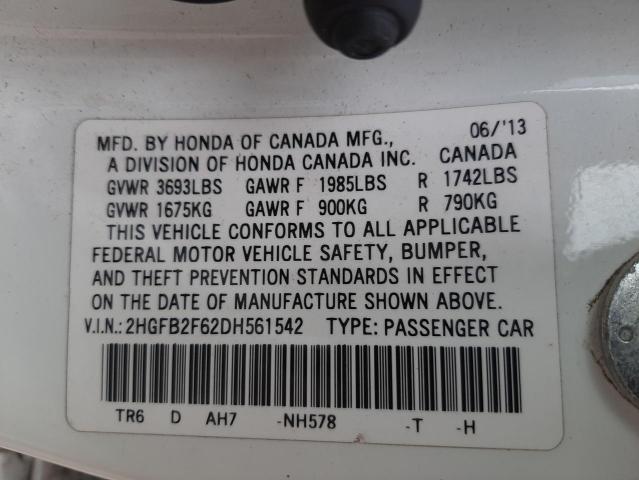 MFD. BY HONDA OF CANADA MFG., 06/'13
A DIVISION OF HONDA CANADA INC. CANADA
GVWR 3693LBS GAWR F 1985LBS R 1742LBS
GVWR 1675KG GAWR F 900KG R 790KG
THIS VEHICLE CONFORMS TO ALL APPLICABLE
FEDERAL MOTOR VEHICLE SAFETY, BUMPER,
AND THEFT PREVENTION STANDARDS IN EFFECT
ON THE DATE OF MANUFACTURE SHOWN ABOVE.
V.I.N.: 2HGFB2F62DH561542 TYPE: PASSENGER CAR
TR6 D AH7 -NH578 -T -H